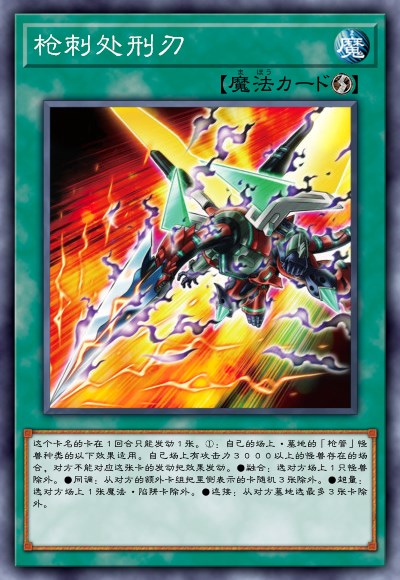 枪刺处刑刃
魔
まほう
【魔法カード】
这个卡名的卡在1回合只能发动1张。①:自己的场上·墓地的「枪管」怪
兽种类的以下效果适用。自己场上有攻击力3000以上的怪兽存在的场
合,对方不能对应这张卡的发动把效果发动。●融合:选对方场上1只怪兽
除外。●同调:从对方的额外卡组把里侧表示的卡随机3张除外。●超量:
选对方场上1张魔法·陷阱卡除外。●连接:从对方墓地选最多3张卡除
外。